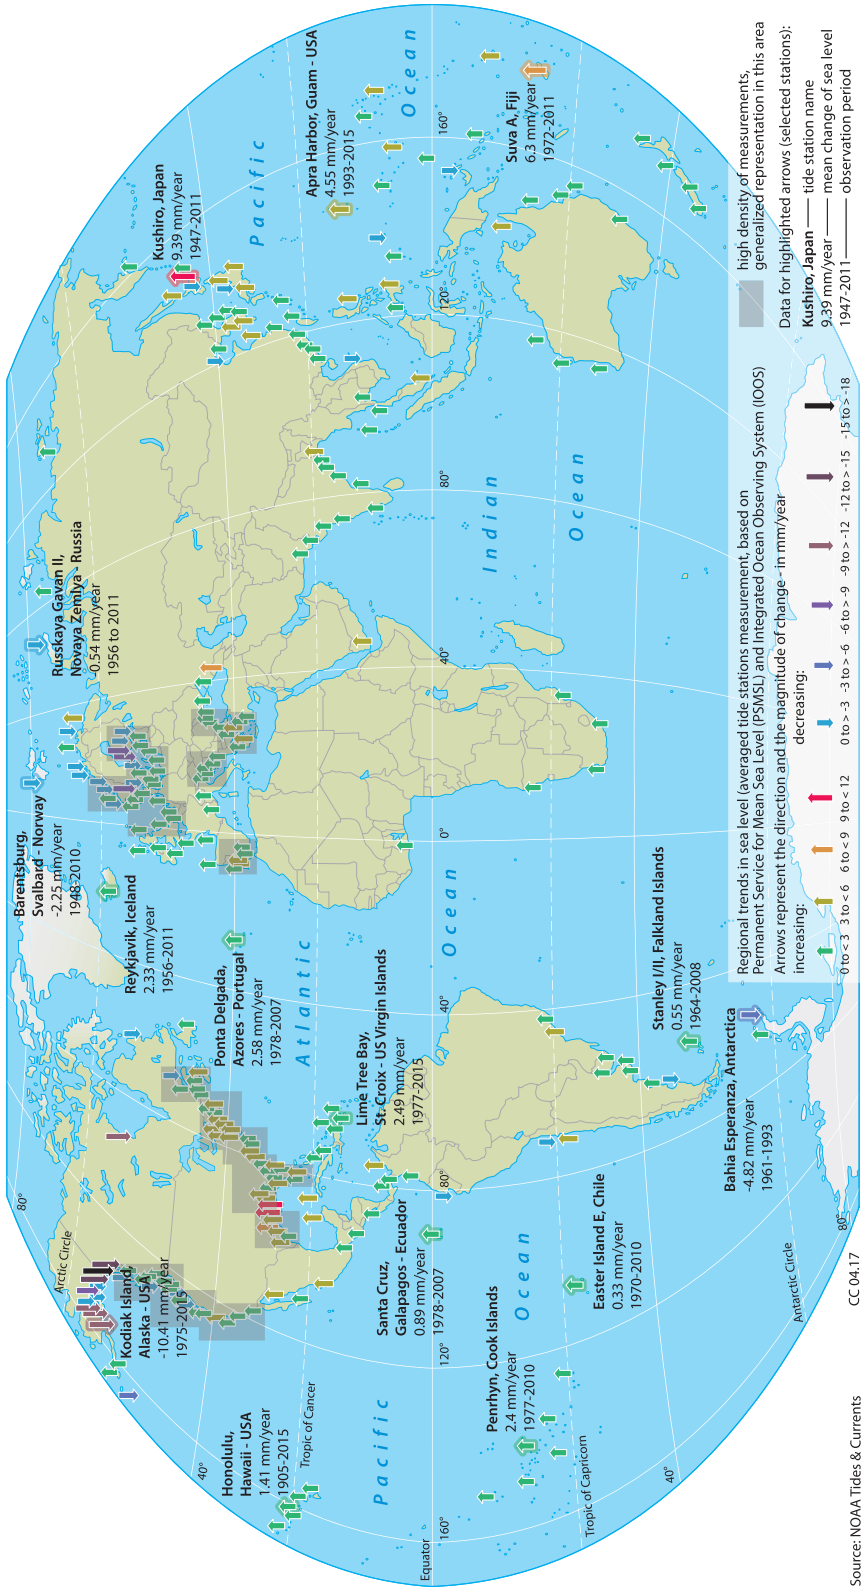 80°
Arctic Circle
Kodiak Island,
Alaska - USA
-10.41 mm/year
1975-2015
Honolulu,
Hawaii - USA
1.41 mm/year
1905-2015
40°
Tropic of Cancer
Pacific
Equator
160°
120°
80°
40°
0°
40°
80°
120°
160°
Santa Cruz,
Galapagos - Ecuador
0.89 mm/year
1978-2007
Penrhyn, Cook Islands
2.4 mm/year
1977-2010
Ocean
Tropic of Capricorn
Easter Island E, Chile
0.33 mm/year
1970-2010
40°
Antarctic Circle
80°
Barentsburg,
Svalbard - Norway
-2.25 mm/year
1948-2010
Reykjavik, Iceland
2.33 mm/year
1956-2011
Ponta Delgada,
Azores - Portugal
2.58 mm/year
1978-2007
Atlantic
Lime Tree Bay,
St. Croix - US Virgin Islands
2.49 mm/year
1977-2015
Ocean
Stanley I/II, Falkland Islands
0.55 mm/year
1964-2008
Bahia Esperanza, Antarctica
-4.82 mm/year
1961-1993
Russkaya Gavan II,
Novaya Zemlya - Russia
-0.54 mm/year
1956 to 2011
Indian
Ocean
Kushiro, Japan
9.39 mm/year
1947-2011
Pacific
Apra Harbor, Guam - USA
4.55 mm/year
1993-2015
Ocean
Suva A, Fiji
6.3 mm/year
1972-2011
Regional trends in sea level (averaged tide stations measurement, based on
Permanent Service for Mean Sea Level (PSMSL) and Integrated Ocean Observing System (IOOS)
Arrows represent the direction and the magnitude of change - in mm/year
increasing:
decreasing:
0 to < 3 3 to < 6 6 to < 9 9 to < 12 0 to > -3 -3 to > -6 -6 to > -9 -9 to > -12 -12 to > -15 -15 to > -18
high density of measurements,
generalized representation in this area
Data for highlighted arrows (selected stations):
Kushiro, Japan — tide station name
9.39 mm/year — mean change of sea level
1947-2011 — observation period
Source: NOAA Tides & Currents
CC 04.17